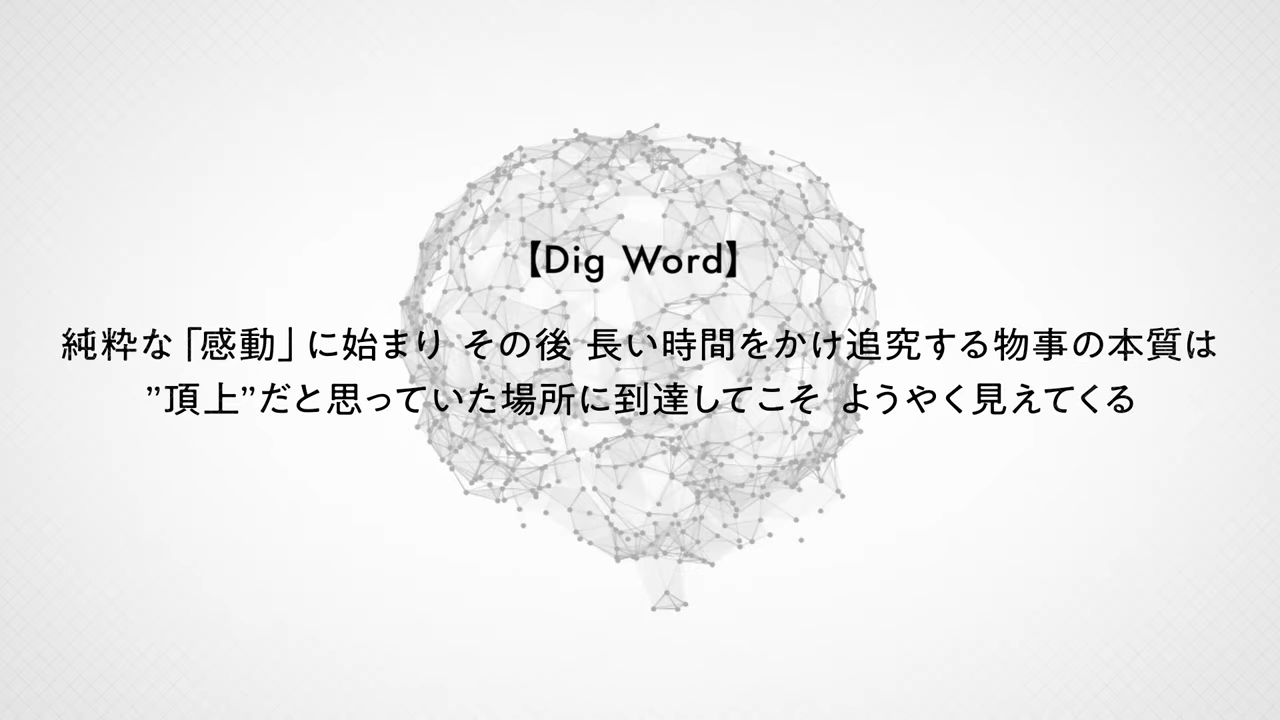 【Dig Word】
純粋な「感動」に始まり その後 長い時間をかけ追究する物事の本質は
”頂上”だと思っていた場所に到達してこそ ようやく見えてくる